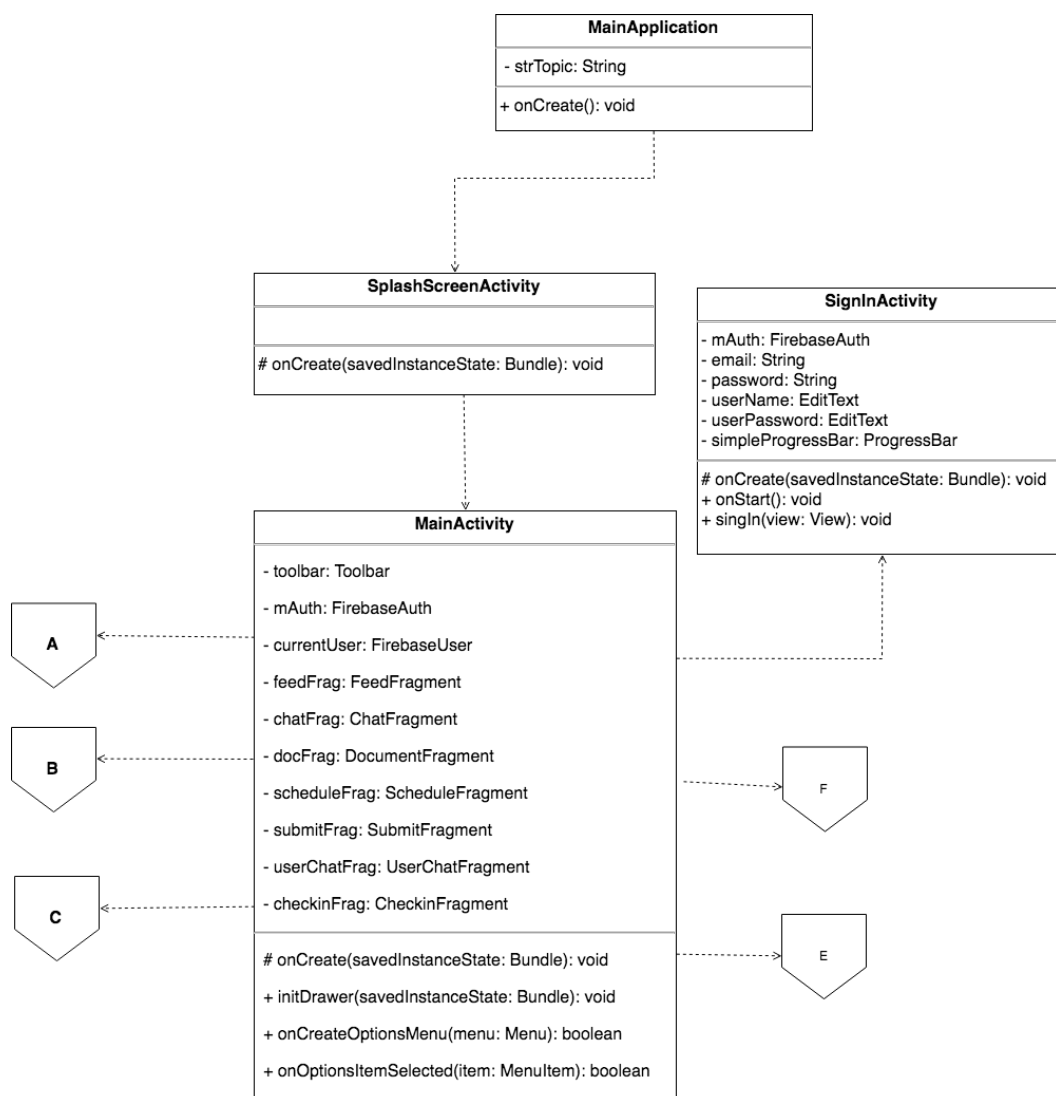 MainApplication
- strTopic: String
+ onCreate(): void
SplashScreenActivity
# onCreate(savedInstanceState: Bundle): void
SignInActivity
- mAuth: FirebaseAuth
- email: String
- password: String
- userName: EditText
- userPassword: EditText
- simpleProgressBar: ProgressBar
# onCreate(savedInstanceState: Bundle): void
+ onStart(): void
+ singIn(view: View): void
MainActivity
- toolbar: Toolbar
- mAuth: FirebaseAuth
- currentUser: FirebaseUser
- feedFrag: FeedFragment
- chatFrag: ChatFragment
- docFrag: DocumentFragment
- scheduleFrag: ScheduleFragment
- submitFrag: SubmitFragment
- userChatFrag: UserChatFragment
- checkinFrag: CheckinFragment
# onCreate(savedInstanceState: Bundle): void
+ initDrawer(savedInstanceState: Bundle): void
+ onCreateOptionsMenu(menu: Menu): boolean
+ onOptionsItemSelected(item: MenuItem): boolean
A
B
C
F
E